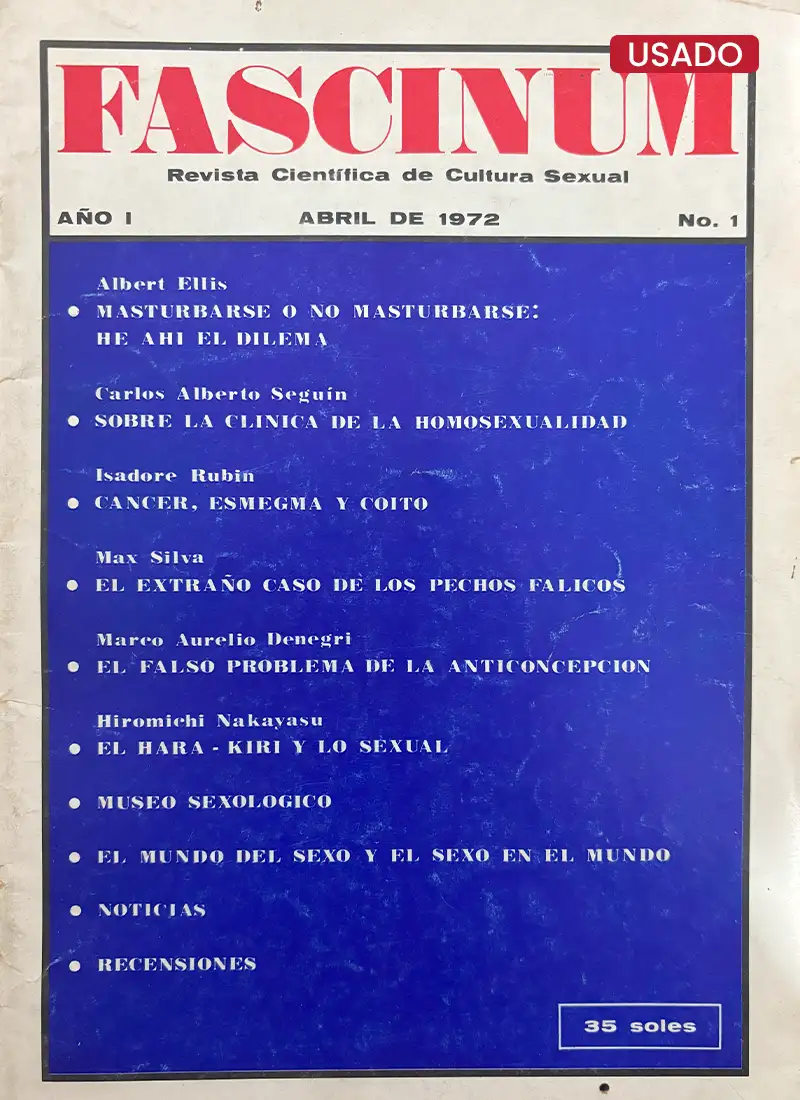 USADO
FASCINUM
Revista Científica de Cultura Sexual
AÑO I ABRIL DE 1972 No. 1
Albert Ellis
● MASTURBARSE O NO MASTURBARSE:
HE AHI EL DILEMA
Carlos Alberto Seguín
● SOBRE LA CLINICA DE LA HOMOSEXUALIDAD
Isadore Rubin
● CANCER, ESMEGMA Y COITO
Max Silva
● EL EXTRAÑO CASO DE LOS PECHOS FALICOS
Marco Aurelio Denegri
● EL FALSO PROBLEMA DE LA ANTICONCEPCION
Hiromichi Nakayasu
● EL HARA - KIRI Y LO SEXUAL
● MUSEO SEXOLOGICO
● EL MUNDO DEL SEXO Y EL SEXO EN EL MUNDO
● NOTICIAS
● RECENSIONES
35 soles